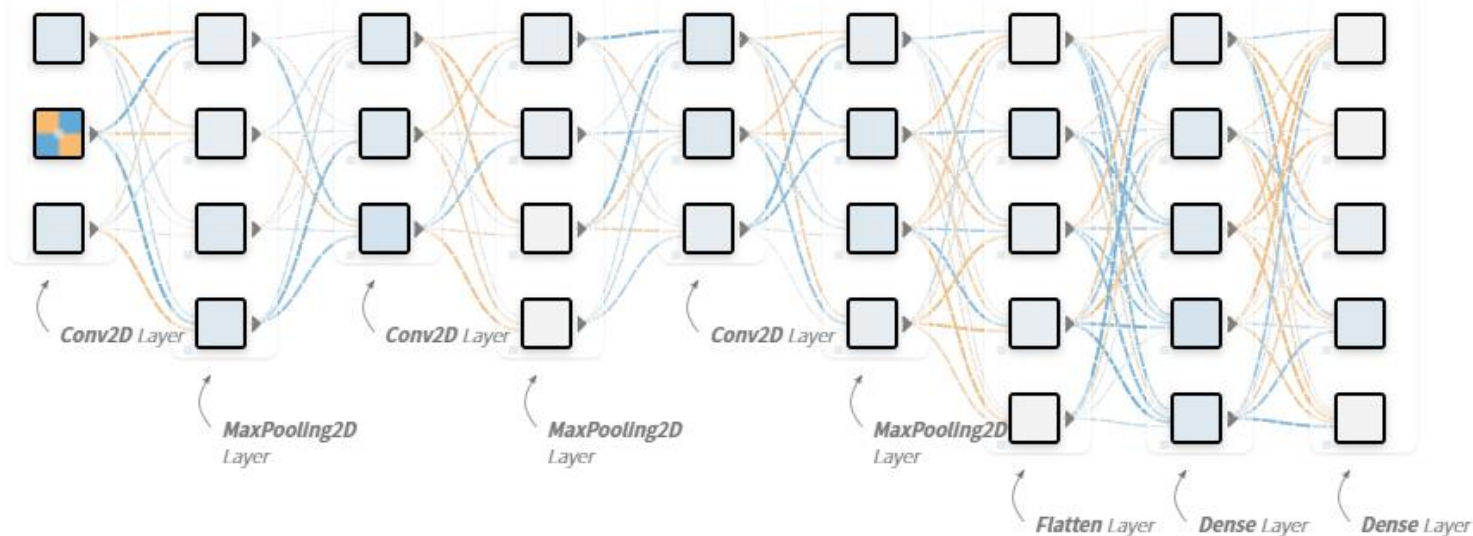 Conv2D Layer
Conv2D Layer
Conv2D Layer
MaxPooling2D
Layer
MaxPooling2D
Layer
MaxPooling2D
Layer
Flatten Layer
Dense Layer
Dense Layer